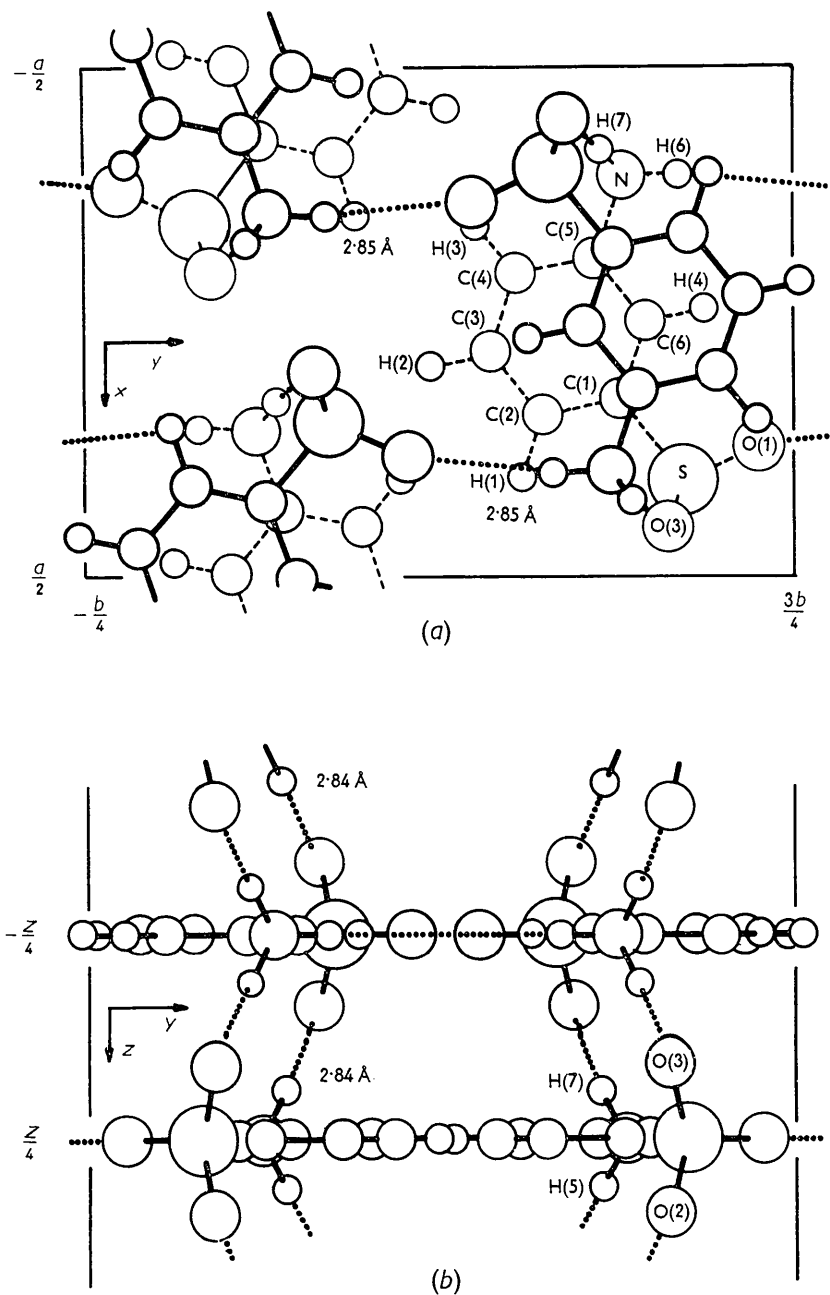 - a/2
H(7)
H(6)
N
2·85 Å
H(3)
C(5)
C(4)
H(4)
C(3)
C(6)
y
x
H(2)
C(1)
C(2)
O(1)
H(1)
S
2·85 Å
O(3)
a/2
- b/4
3b/4
(a)
2·84 Å
- z/4
y
z
O(3)
2·84 Å
H(7)
z/4
H(5)
O(2)
(b)